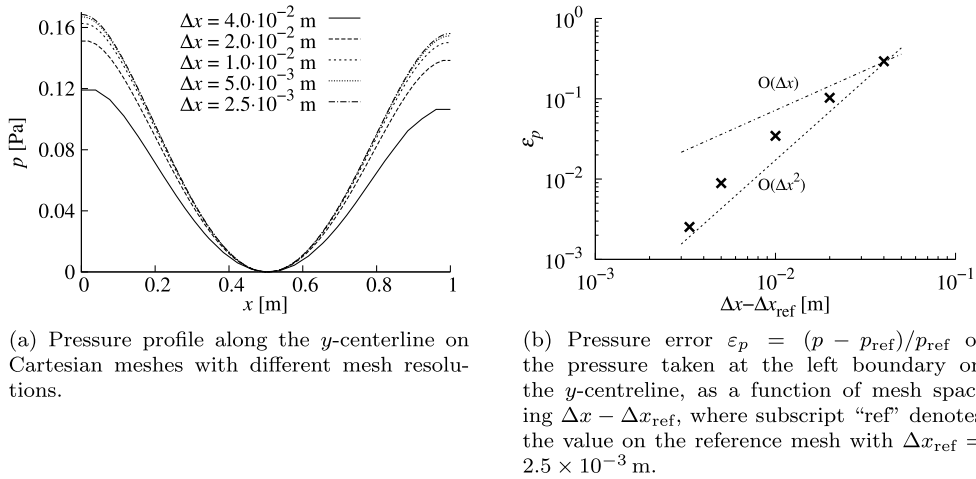 0.16
0.12
0.08
0.04
0
p [Pa]
0
0.2
0.4
0.6
0.8
1
x [m]
Δx = 4.0·10⁻² m
Δx = 2.0·10⁻² m
Δx = 1.0·10⁻² m
Δx = 5.0·10⁻³ m
Δx = 2.5·10⁻³ m
(a) Pressure profile along the y-centerline on
Cartesian meshes with different mesh resolu-
tions.
10⁰
10⁻¹
10⁻²
10⁻³
εₚ
O(Δx)
O(Δx²)
10⁻³
10⁻²
10⁻¹
Δx−Δx_ref [m]
(b) Pressure error εₚ = (p − p_ref)/p_ref
the pressure taken at the left boundary
the y-centreline, as a function of mesh spac-
ing Δx − Δx_ref, where subscript “ref” denotes
the value on the reference mesh with Δx_ref =
2.5 × 10⁻³ m.